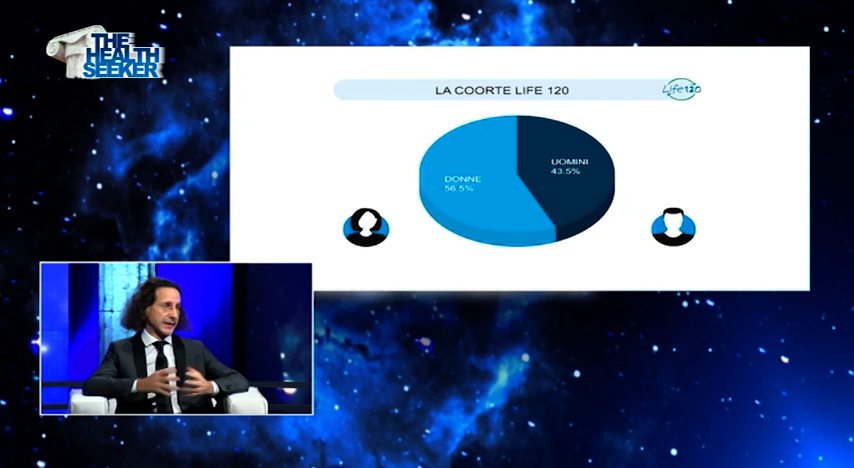 THE
HEALTH
SEEKER
LA COORTE LIFE 120
Life120
UOMINI
43.5%
DONNE
56.5%